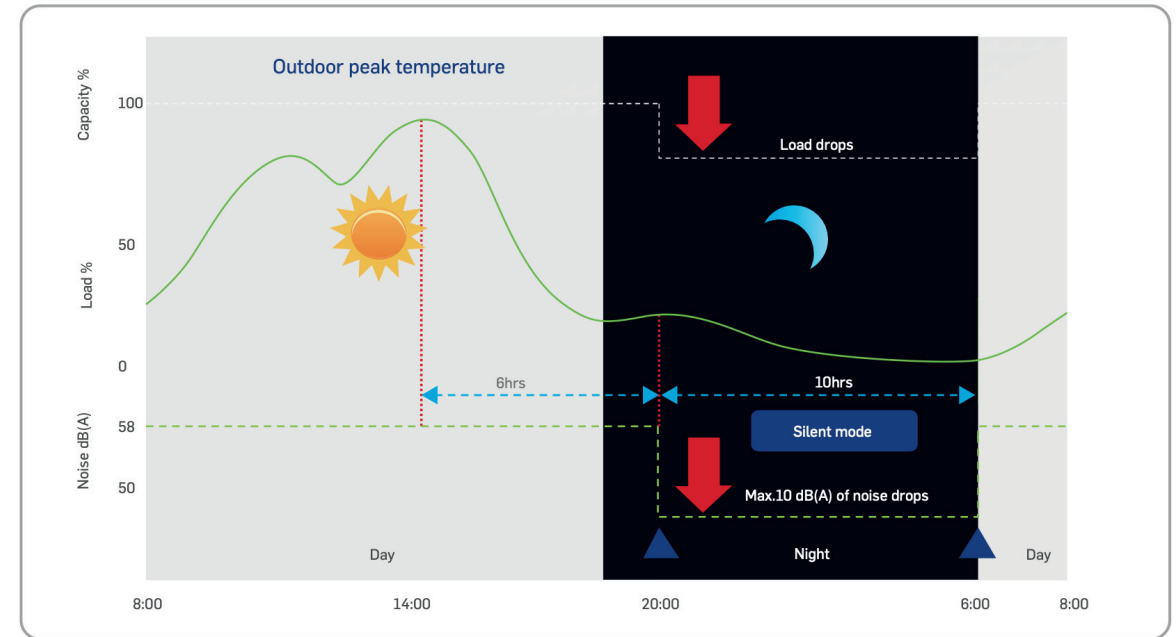 Outdoor peak temperature
Capacity %
100
Load drops
50
Load %
0
6hrs
10hrs
Noise dB(A)
58
Silent mode
50
Max.10 dB(A) of noise drops
Day
Night
Day
8:00
14:00
20:00
6:00
8:00